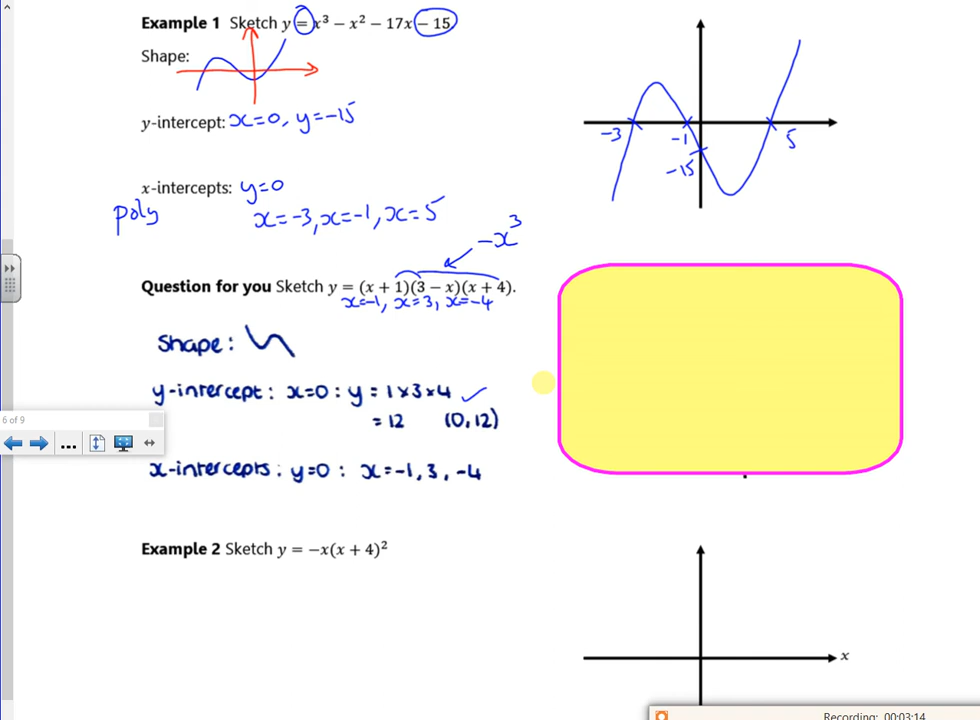 Example 1 Sketch y = x³ − x² − 17x − 15
Shape:
y-intercept: x=0, y=-15
x-intercepts: y=0
poly
x=-3, x=-1, x=5
-3
-1
5
-15
-x³
Question for you Sketch y = (x + 1)(3 − x)(x + 4).
x=-1, x=3, x=-4
Shape:
y-intercept: x=0: y = 1×3×4 ✓
= 12 (0,12)
6 of 9
...
x-intercepts: y=0: x=-1, 3, -4
Example 2 Sketch y = −x(x + 4)²
x
Recording: 00:03:14